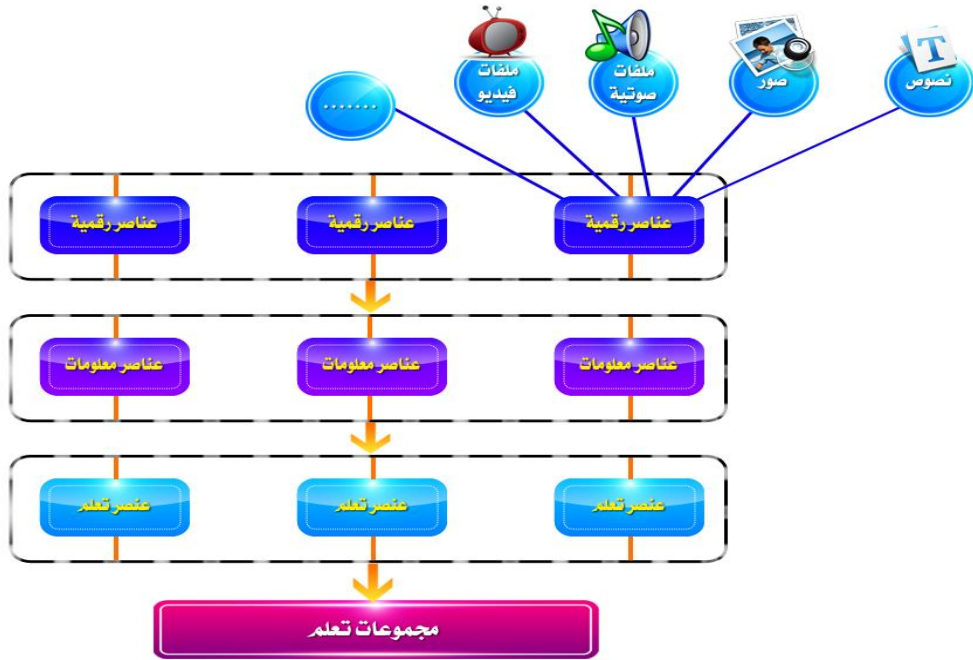 نصوص
T
صور
ملفات
صوتية
ملفات
فيديو
.......
عناصر رقمية
عناصر رقمية
عناصر رقمية
عناصر معلومات
عناصر معلومات
عناصر معلومات
عنصر تعلم
عنصر تعلم
عنصر تعلم
مجموعات تعلم